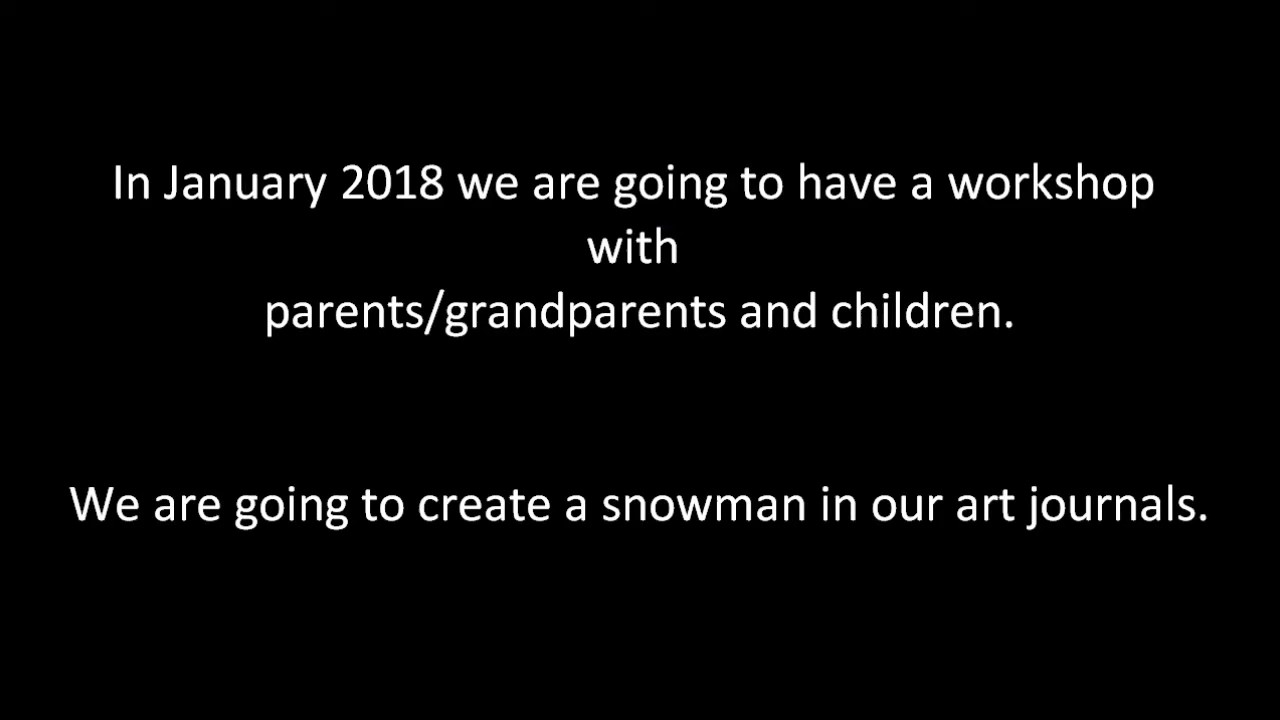 In January 2018 we are going to have a workshop
with
parents/grandparents and children.
We are going to create a snowman in our art journals.